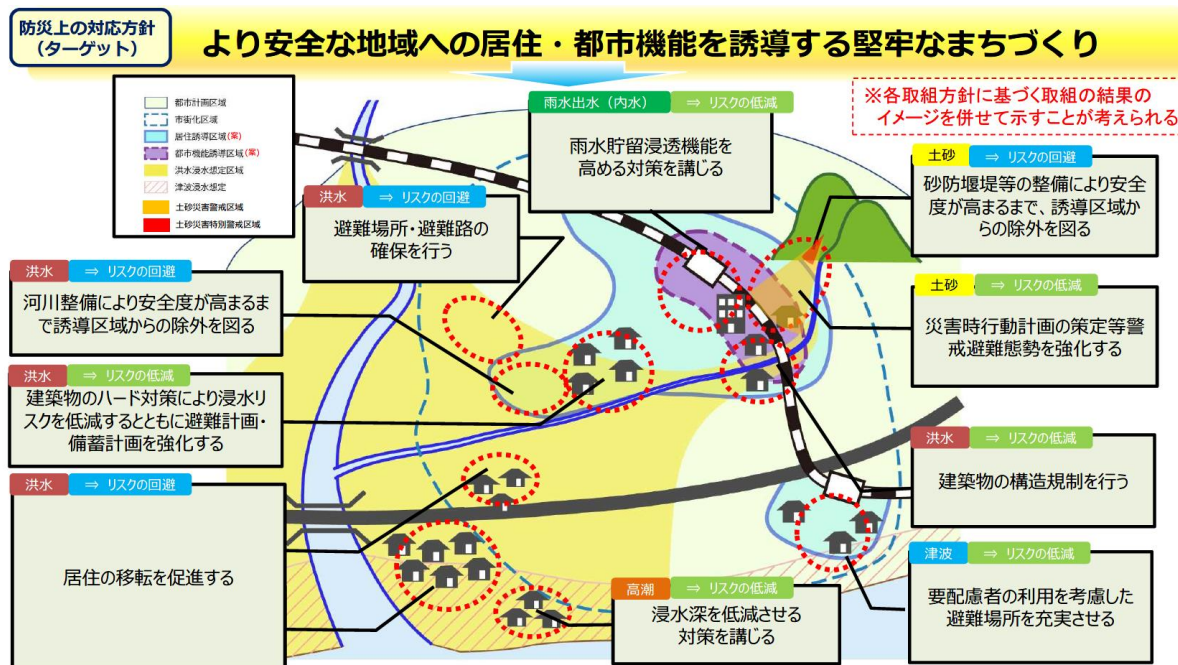 防災上の対応方針
（ターゲット）
より安全な地域への居住・都市機能を誘導する堅牢なまちづくり
※各取組方針に基づく取組の結果の
イメージを併せて示すことが考えられる
都市計画区域
市街化区域
居住誘導区域(案)
都市機能誘導区域(案)
洪水浸水想定区域
津波浸水想定
土砂災害警戒区域
土砂災害特別警戒区域
雨水出水（内水） ⇒ リスクの低減
雨水貯留浸透機能を
高める対策を講じる
土砂 ⇒ リスクの回避
砂防堰堤等の整備により安全
度が高まるまで、誘導区域か
らの除外を図る
洪水 ⇒ リスクの回避
避難場所・避難路の
確保を行う
洪水 ⇒ リスクの回避
河川整備により安全度が高まるま
で誘導区域からの除外を図る
土砂 ⇒ リスクの低減
災害時行動計画の策定等警
戒避難態勢を強化する
洪水 ⇒ リスクの低減
建築物のハード対策により浸水リ
スクを低減するとともに避難計画・
備蓄計画を強化する
洪水 ⇒ リスクの低減
建築物の構造規制を行う
洪水 ⇒ リスクの回避
居住の移転を促進する
高潮 ⇒ リスクの低減
浸水深を低減させる
対策を講じる
津波 ⇒ リスクの低減
要配慮者の利用を考慮した
避難場所を充実させる